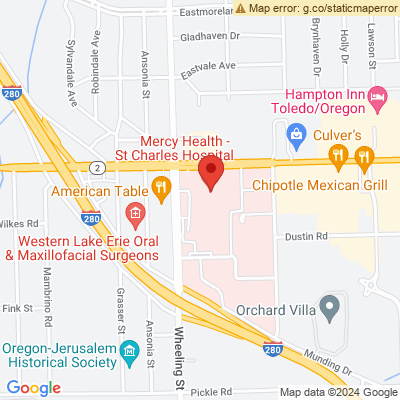 Map error: g.co/staticmaperror
Eastmoreland
Gladhaven Dr
Eastvale Ave
Sylvandale Ave
Robindale Ave
Ansonia St
Brynhaven Dr
Holly Dr
Lawson St
280
280
Hampton Inn
Toledo/Oregon
Mercy Health -
St Charles Hospital
Culver's
2
American Table
Chipotle Mexican Grill
Wilkes Rd
280
Western Lake Erie Oral
& Maxillofacial Surgeons
Dustin Rd
Mambrino Rd
Fink St
Grasser St
Ansonia St
Wheeling St
Orchard Villa
Oregon-Jerusalem
Historical Society
280
Munding Dr
Pickle Rd
Google
Map data ©2024 Google